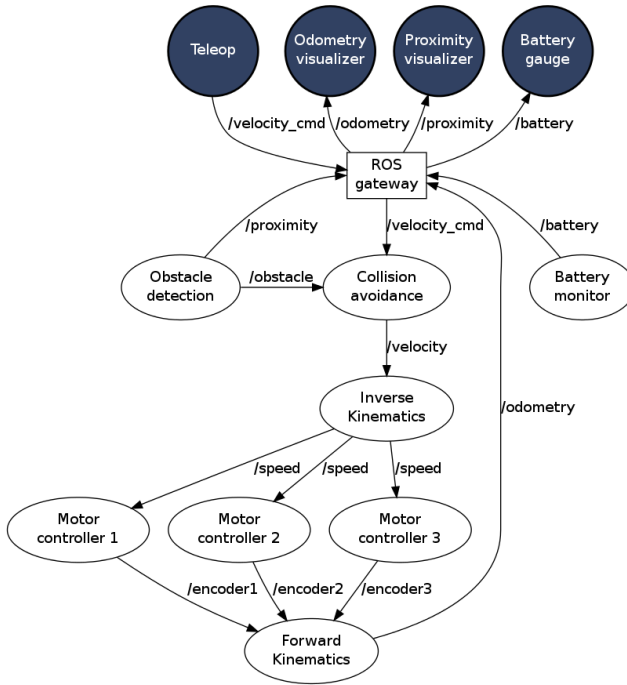 Teleop
Odometry
visualizer
Proximity
visualizer
Battery
gauge
/velocity_cmd
/odometry
/proximity
/battery
ROS
gateway
/proximity
/velocity_cmd
/battery
Obstacle
detection
/obstacle
Collision
avoidance
Battery
monitor
/velocity
Inverse
Kinematics
/odometry
/speed
/speed
/speed
Motor
controller 1
Motor
controller 2
Motor
controller 3
/encoder1
/encoder2
/encoder3
Forward
Kinematics